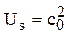 U_s = c_0^2